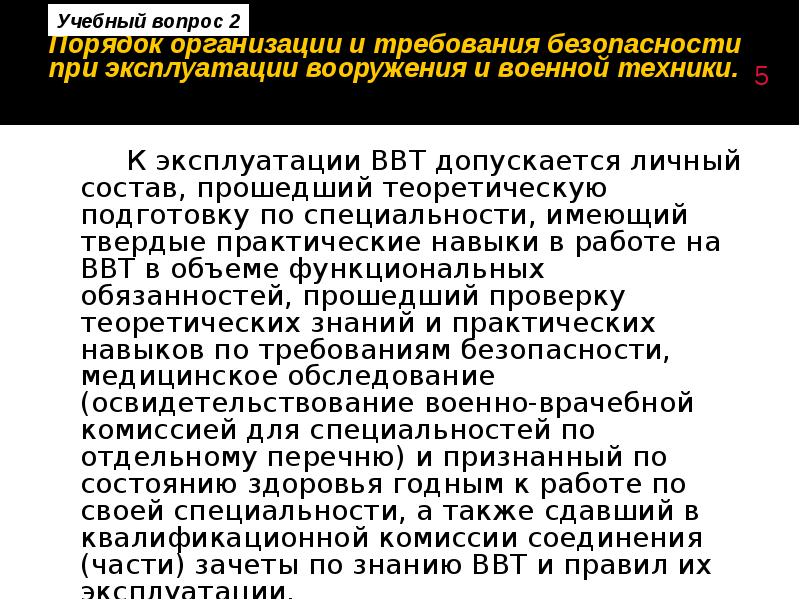 Учебный вопрос 2
Порядок организации и требования безопасности
при эксплуатации вооружения и военной техники.
5
К эксплуатации ВВТ допускается личный
состав, прошедший теоретическую
подготовку по специальности, имеющий
твердые практические навыки в работе на
ВВТ в объеме функциональных
обязанностей, прошедший проверку
теоретических знаний и практических
навыков по требованиям безопасности,
медицинское обследование
(освидетельствование военно-врачебной
комиссией для специальностей по
отдельному перечню) и признанный по
состоянию здоровья годным к работе по
своей специальности, а также сдавший в
квалификационной комиссии соединения
(части) зачеты по знанию ВВТ и правил их
эксплуатации.